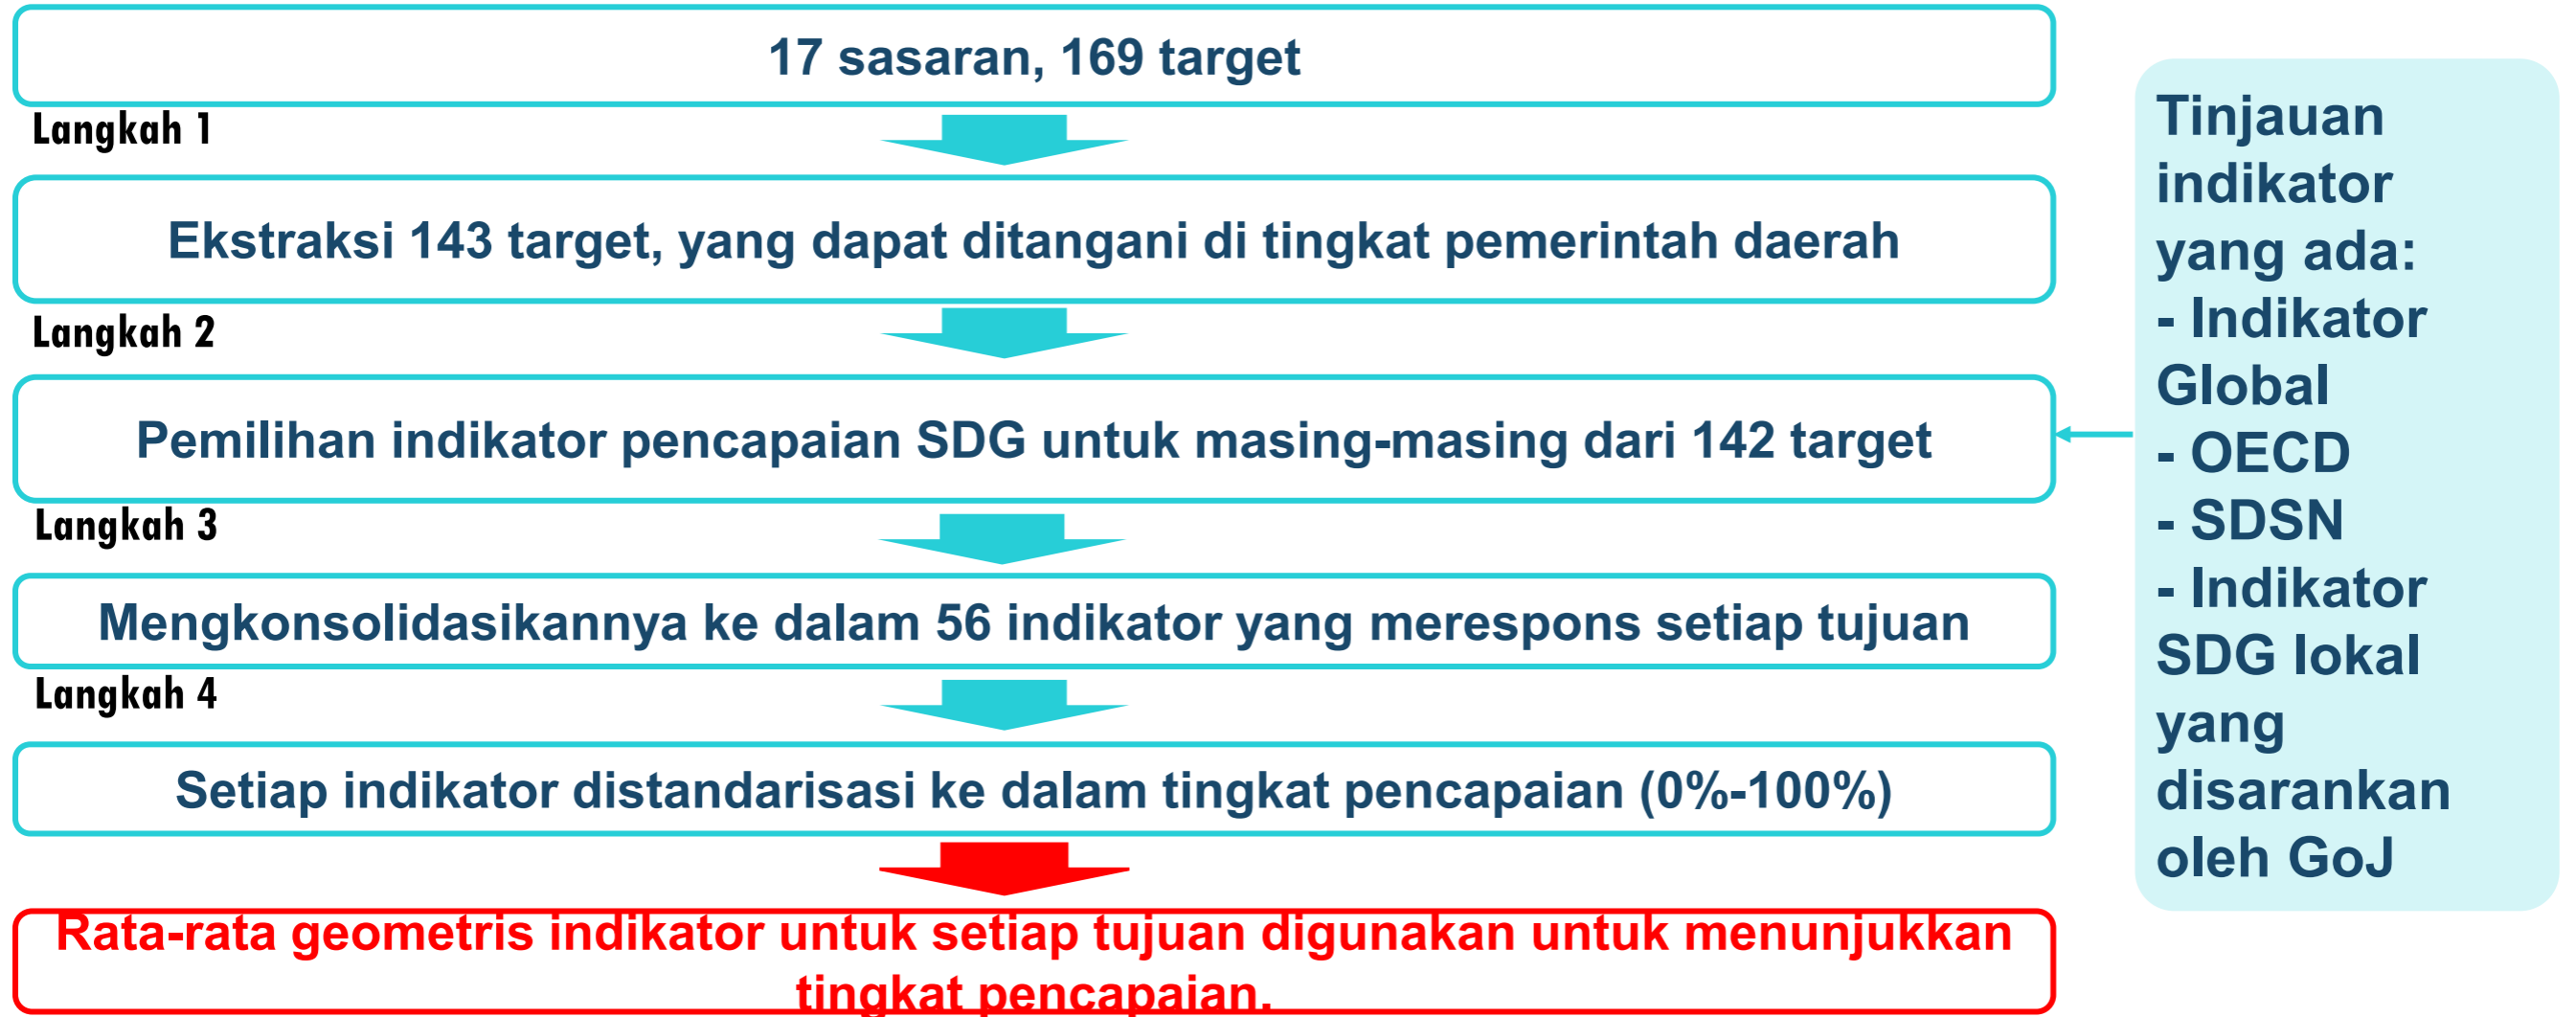 17 sasaran, 169 target
Langkah 1
Ekstraksi 143 target, yang dapat ditangani di tingkat pemerintah daerah
Langkah 2
Pemilihan indikator pencapaian SDG untuk masing-masing dari 142 target
Langkah 3
Mengkonsolidasikannya ke dalam 56 indikator yang merespons setiap tujuan
Langkah 4
Setiap indikator distandarisasi ke dalam tingkat pencapaian (0%-100%)
Rata-rata geometris indikator untuk setiap tujuan digunakan untuk menunjukkan
tingkat pencapaian.
Tinjauan
indikator
yang ada:
- Indikator
Global
- OECD
- SDSN
- Indikator
SDG lokal
yang
disarankan
oleh GoJ